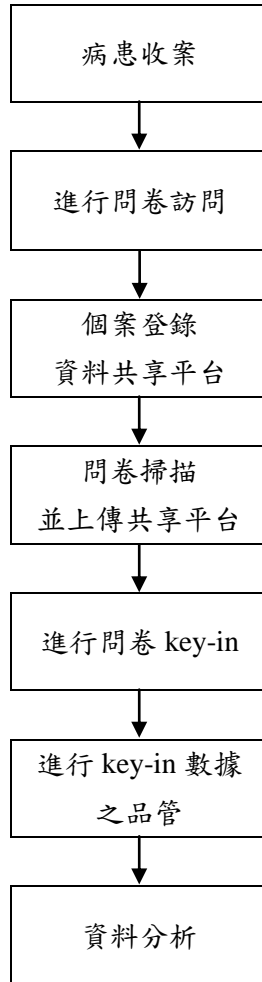 病患收案
進行問卷訪問
個案登錄
資料共享平台
問卷掃描
並上傳共享平台
進行問卷 key-in
進行 key-in 數據
之品管
資料分析